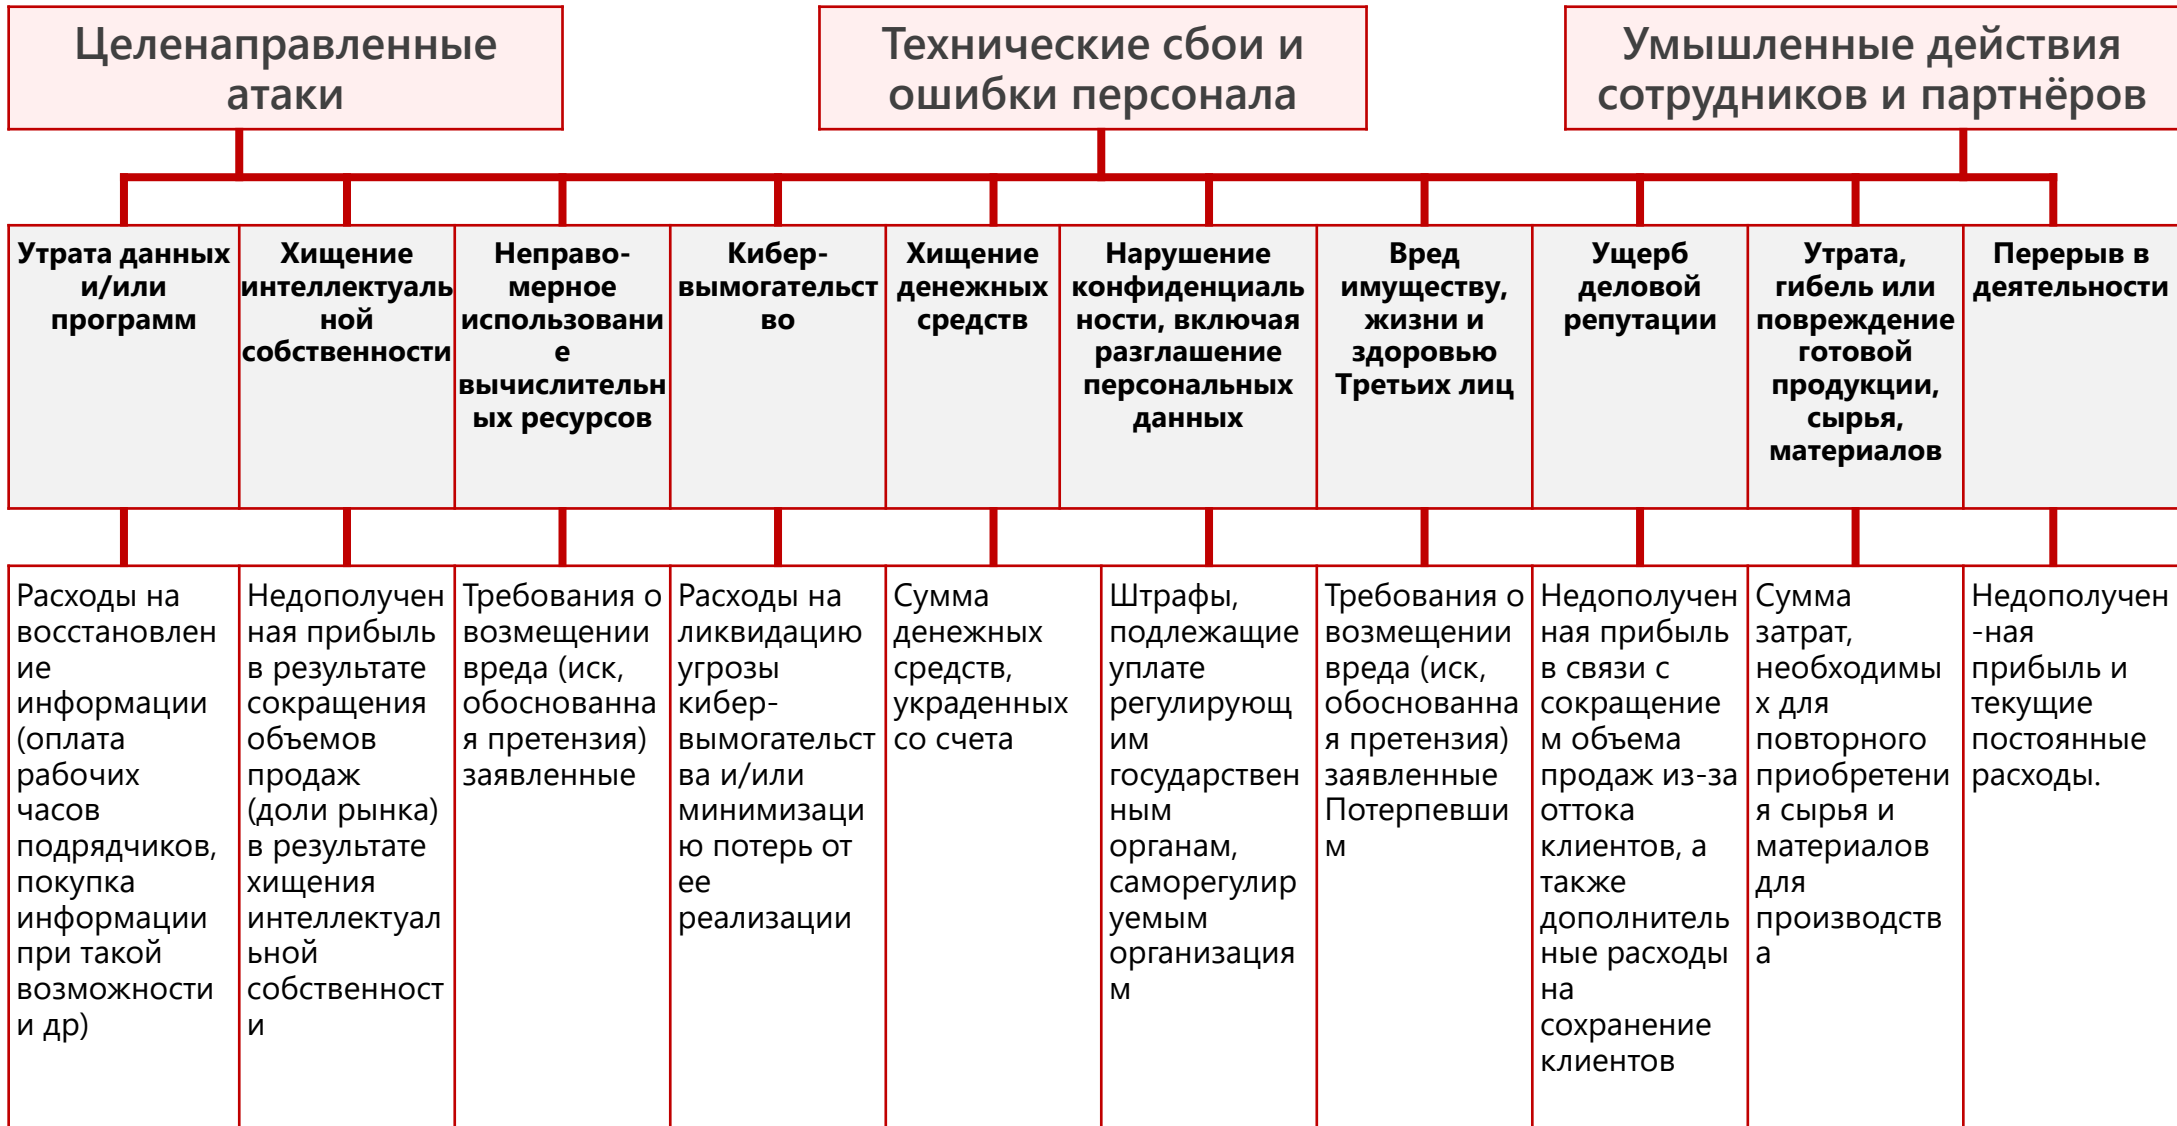 Целенаправленные
атаки
Технические сбои и
ошибки персонала
Умышленные действия
сотрудников и партнёров
Утрата данных
и/или
программ
Хищение
интеллектуаль
ной
собственности
Неправо-
мерное
использовани
е
вычислительн
ых ресурсов
Кибер-
вымогательст
во
Хищение
денежных
средств
Нарушение
конфиденциаль
ности, включая
разглашение
персональных
данных
Вред
имуществу,
жизни и
здоровью
Третьих лиц
Ущерб
деловой
репутации
Утрата,
гибель или
повреждение
готовой
продукции,
сырья,
материалов
Перерыв в
деятельности
Расходы на
восстановлен
ие
информации
(оплата
рабочих
часов
подрядчиков,
покупка
информации
при такой
возможности
и др)
Недополучен
ная прибыль
в результате
сокращения
объемов
продаж
(доли рынка)
в результате
хищения
интеллектуал
ьной
собственност
и
Требования о
возмещении
вреда (иск,
обоснованна
я претензия)
заявленные
Расходы на
ликвидацию
угрозы
кибер-
вымогательст
ва и/или
минимизаци
ю потерь от
ее
реализации
Сумма
денежных
средств,
украденных
со счета
Штрафы,
подлежащие
уплате
регулирующ
им
государствен
ным
органам,
саморегулир
уемым
организация
м
Требования о
возмещении
вреда (иск,
обоснованна
я претензия)
заявленные
Потерпевши
м
Недополучен
ная прибыль
в связи с
сокращение
м объема
продаж из-за
оттока
клиентов, а
также
дополнитель
ные расходы
на
сохранение
клиентов
Сумма
затрат,
необходимы
х для
повторного
приобретени
я сырья и
материалов
для
производств
а
Недополучен
-ная
прибыль и
текущие
постоянные
расходы.